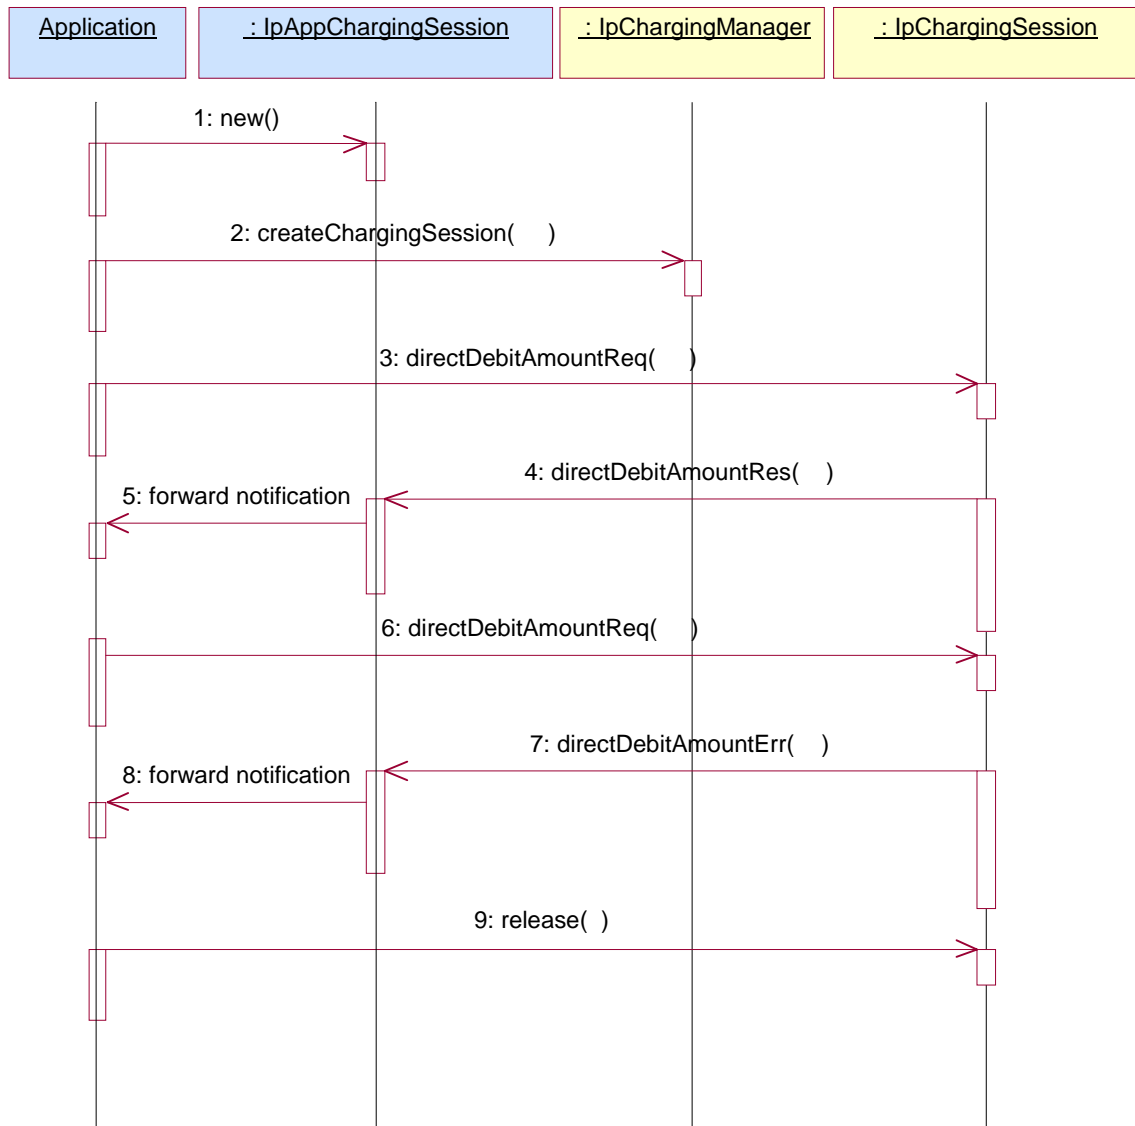 Application
: IpAppChargingSession
: IpChargingManager
: IpChargingSession
1: new()
2: createChargingSession(     )
3: directDebitAmountReq(     )
4: directDebitAmountRes(    )
5: forward notification
6: directDebitAmountReq(     )
7: directDebitAmountErr(    )
8: forward notification
9: release(  )